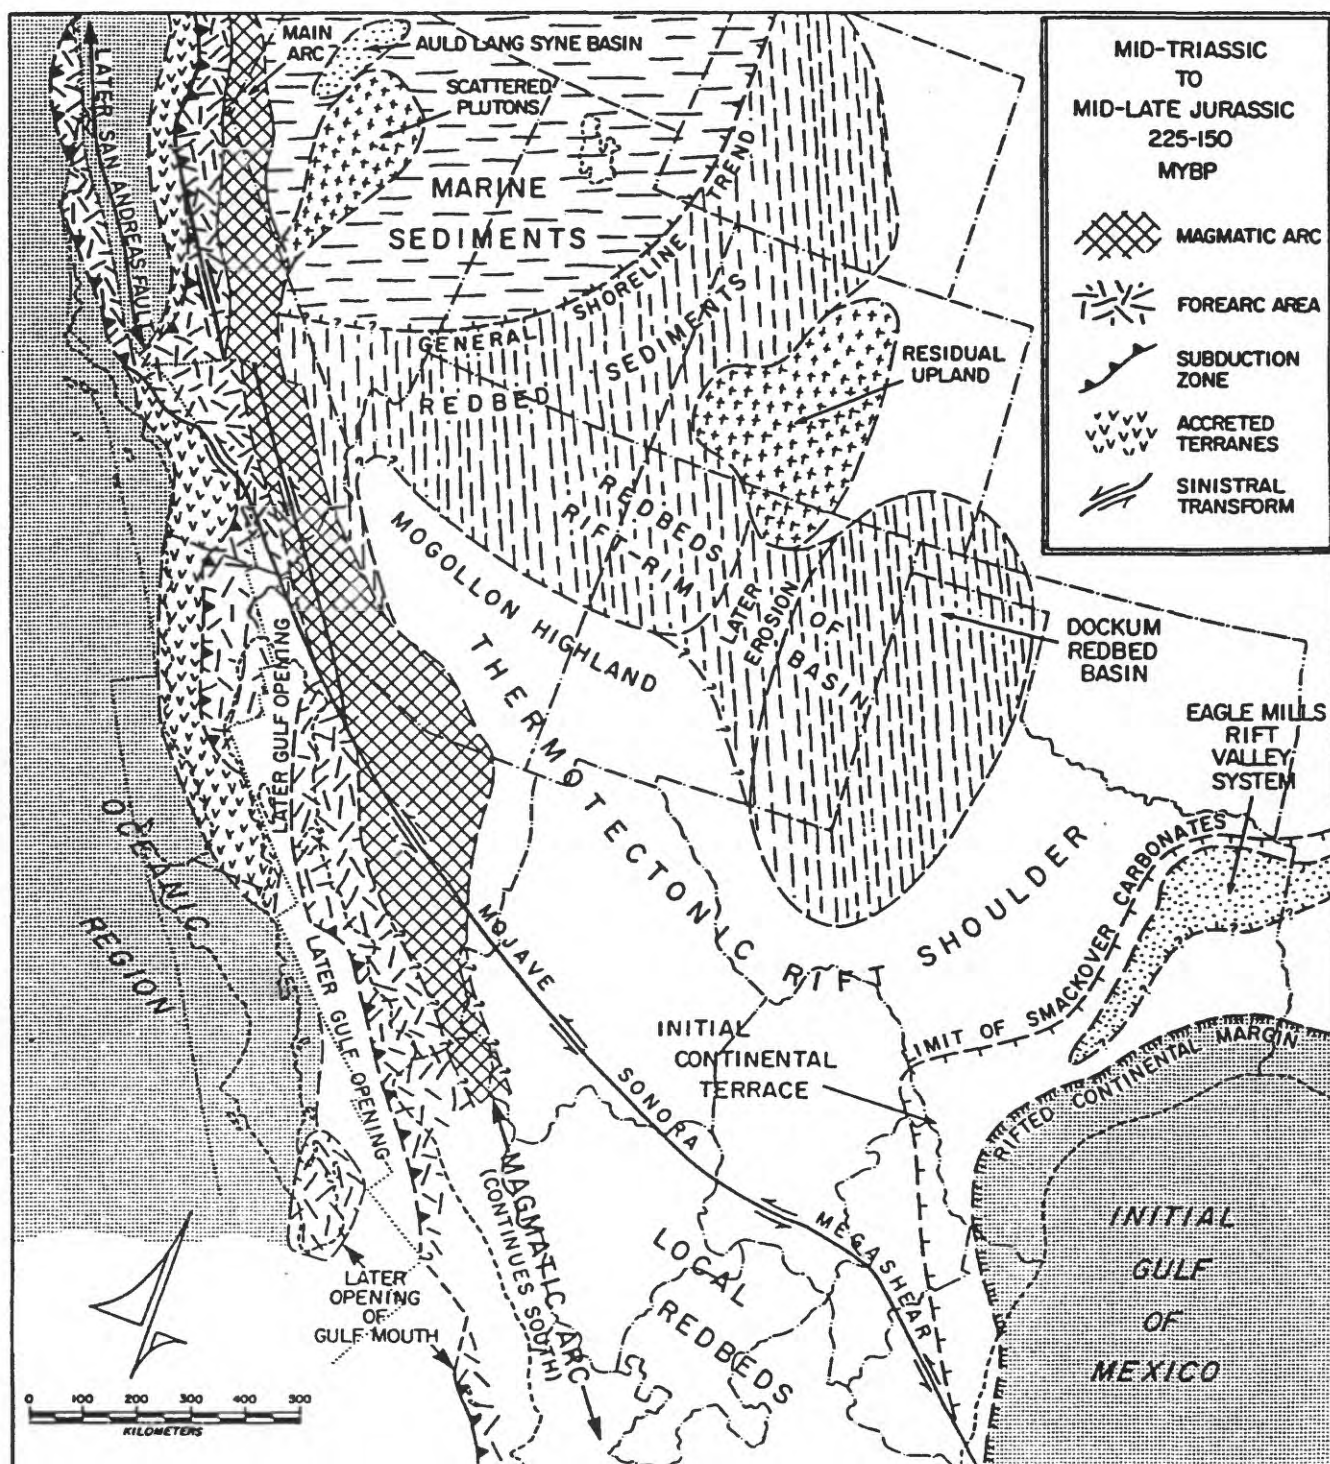 MAIN
ARC
AULD LANG SYNE BASIN
SCATTERED
PLUTONS
LATER SAN ANDREAS FAULT
MARINE
SEDIMENTS
GENERAL SHORELINE TREND
REDBED SEDIMENTS
RESIDUAL
UPLAND
MID-TRIASSIC
TO
MID-LATE JURASSIC
225-150
MYBP
MAGMATIC ARC
FOREARC AREA
SUBDUCTION
ZONE
ACCRETED
TERRANES
SINISTRAL
TRANSFORM
MOGOLLON HIGHLAND
REDBEDS OF
RIFT-RIM BASIN
LATER
EROSION
DOCKUM
REDBED
BASIN
EAGLE MILLS
RIFT
VALLEY
SYSTEM
THERMOTECTONIC RIFT SHOULDER
LATER GULF OPENING
OCEANIC
REGION
LATER GULF OPENING
MOJAVE SONORA MEGASHEAR
INITIAL
CONTINENTAL
TERRACE
IMIT OF SMACKOVER CARBONATES
RIFTED CONTINENTAL MARGIN
INITIAL
GULF
OF
MEXICO
MAGMATIC ARC
(CONTINUES SOUTH)
LOCAL
REDBEDS
LATER
OPENING
OF
GULF MOUTH
0 100 200 300 400 300
KILOMETERS